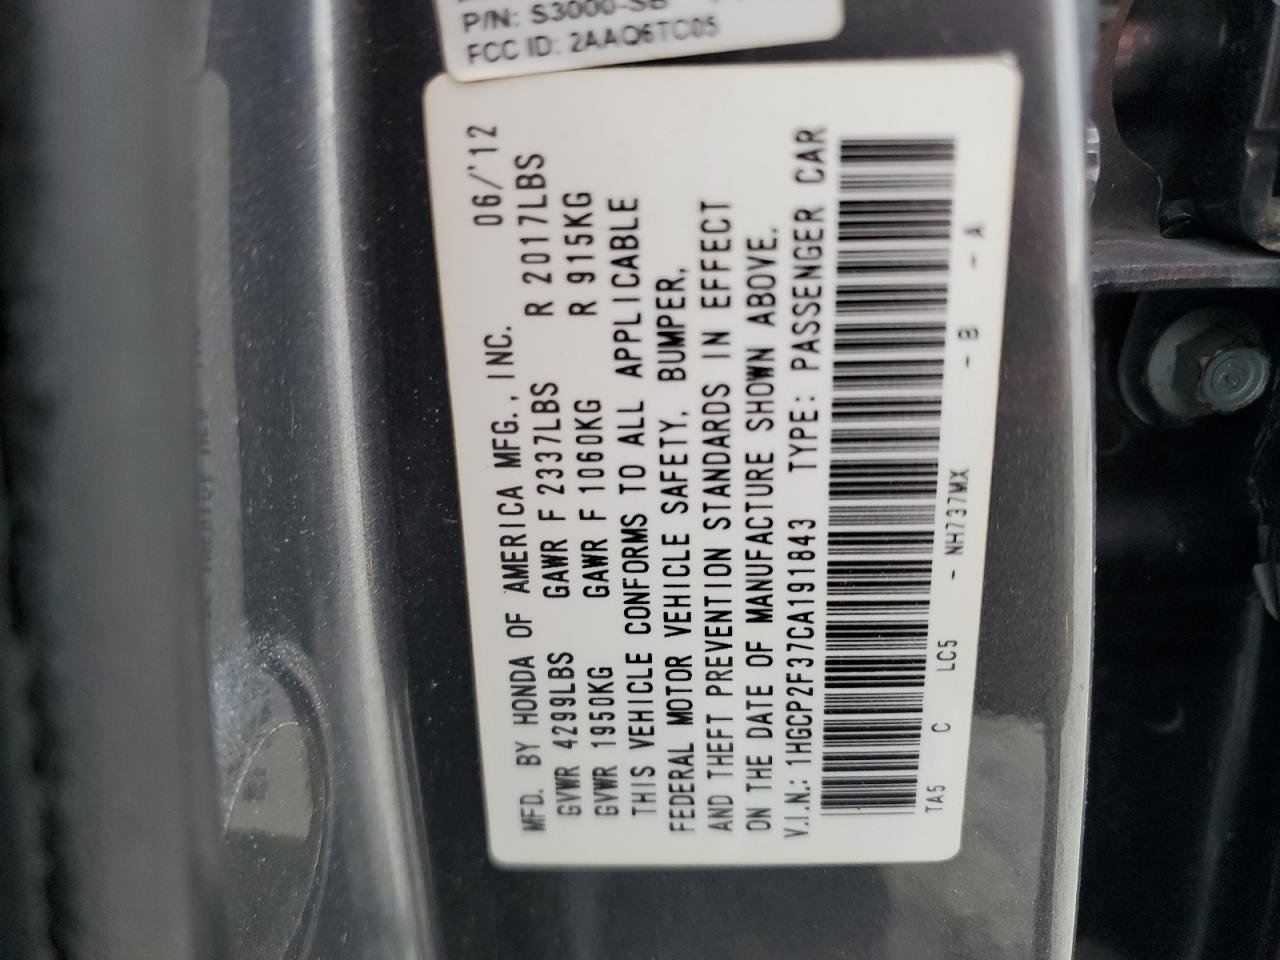 P/N: S3000-SB
FCC ID: 2AAQ6TC05
MFD. BY HONDA OF AMERICA MFG., INC. 06/'12
GVWR 4299LBS GAWR F 2337LBS R 2017LBS
GVWR 1950KG GAWR F 1060KG R 915KG
THIS VEHICLE CONFORMS TO ALL APPLICABLE
FEDERAL MOTOR VEHICLE SAFETY, BUMPER,
AND THEFT PREVENTION STANDARDS IN EFFECT
ON THE DATE OF MANUFACTURE SHOWN ABOVE.
V.I.N.: 1HGCP2F37CA191843 TYPE: PASSENGER CAR
TA5 C LC5 - NH737MX - B - A